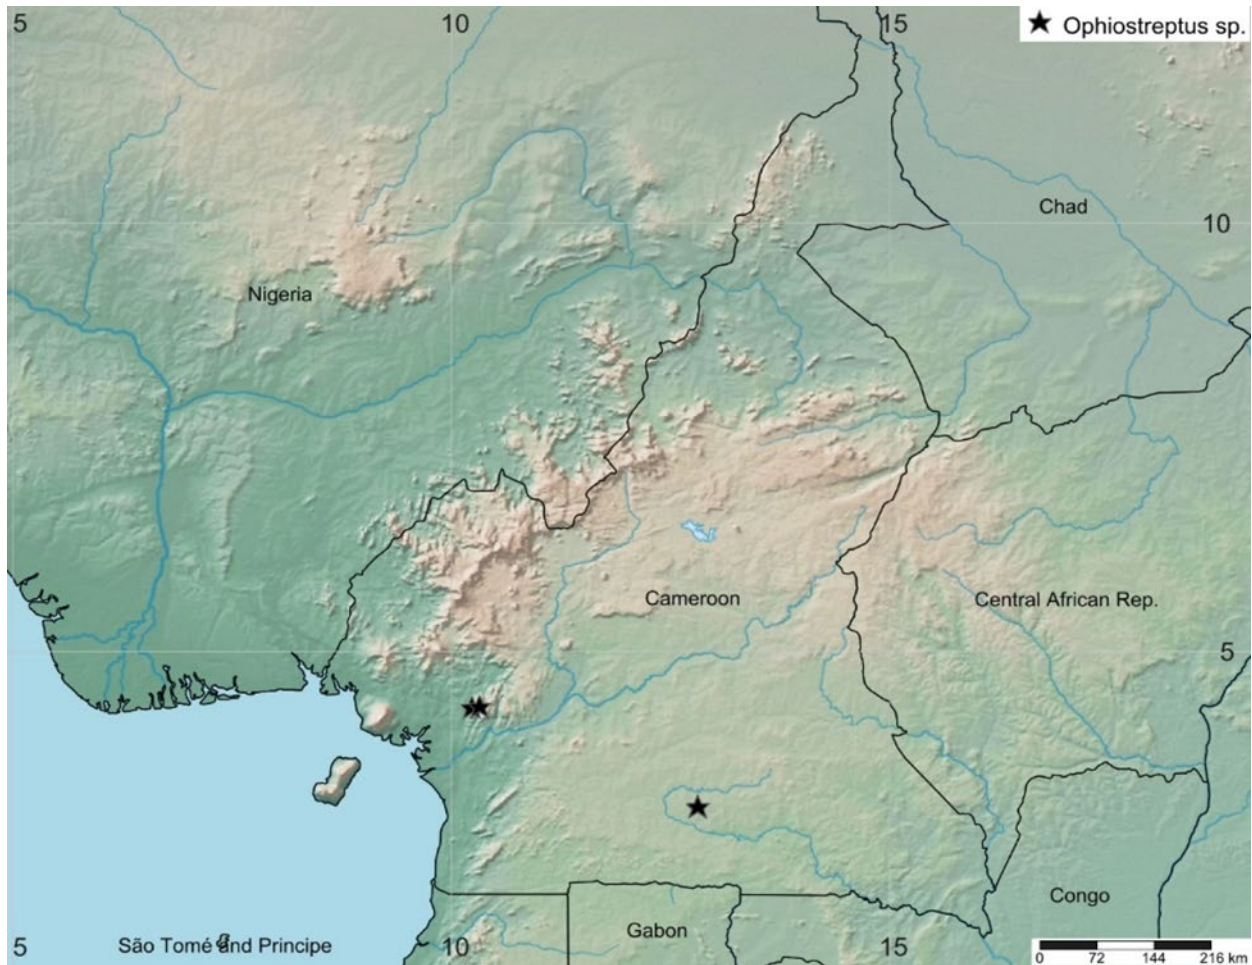 5
10
15
★ Ophiostreptus sp.
Chad
10
Nigeria
Cameroon
Central African Rep.
5
Congo
Gabon
5
São Tomé and Principe
10
15
0 72 144 216 km